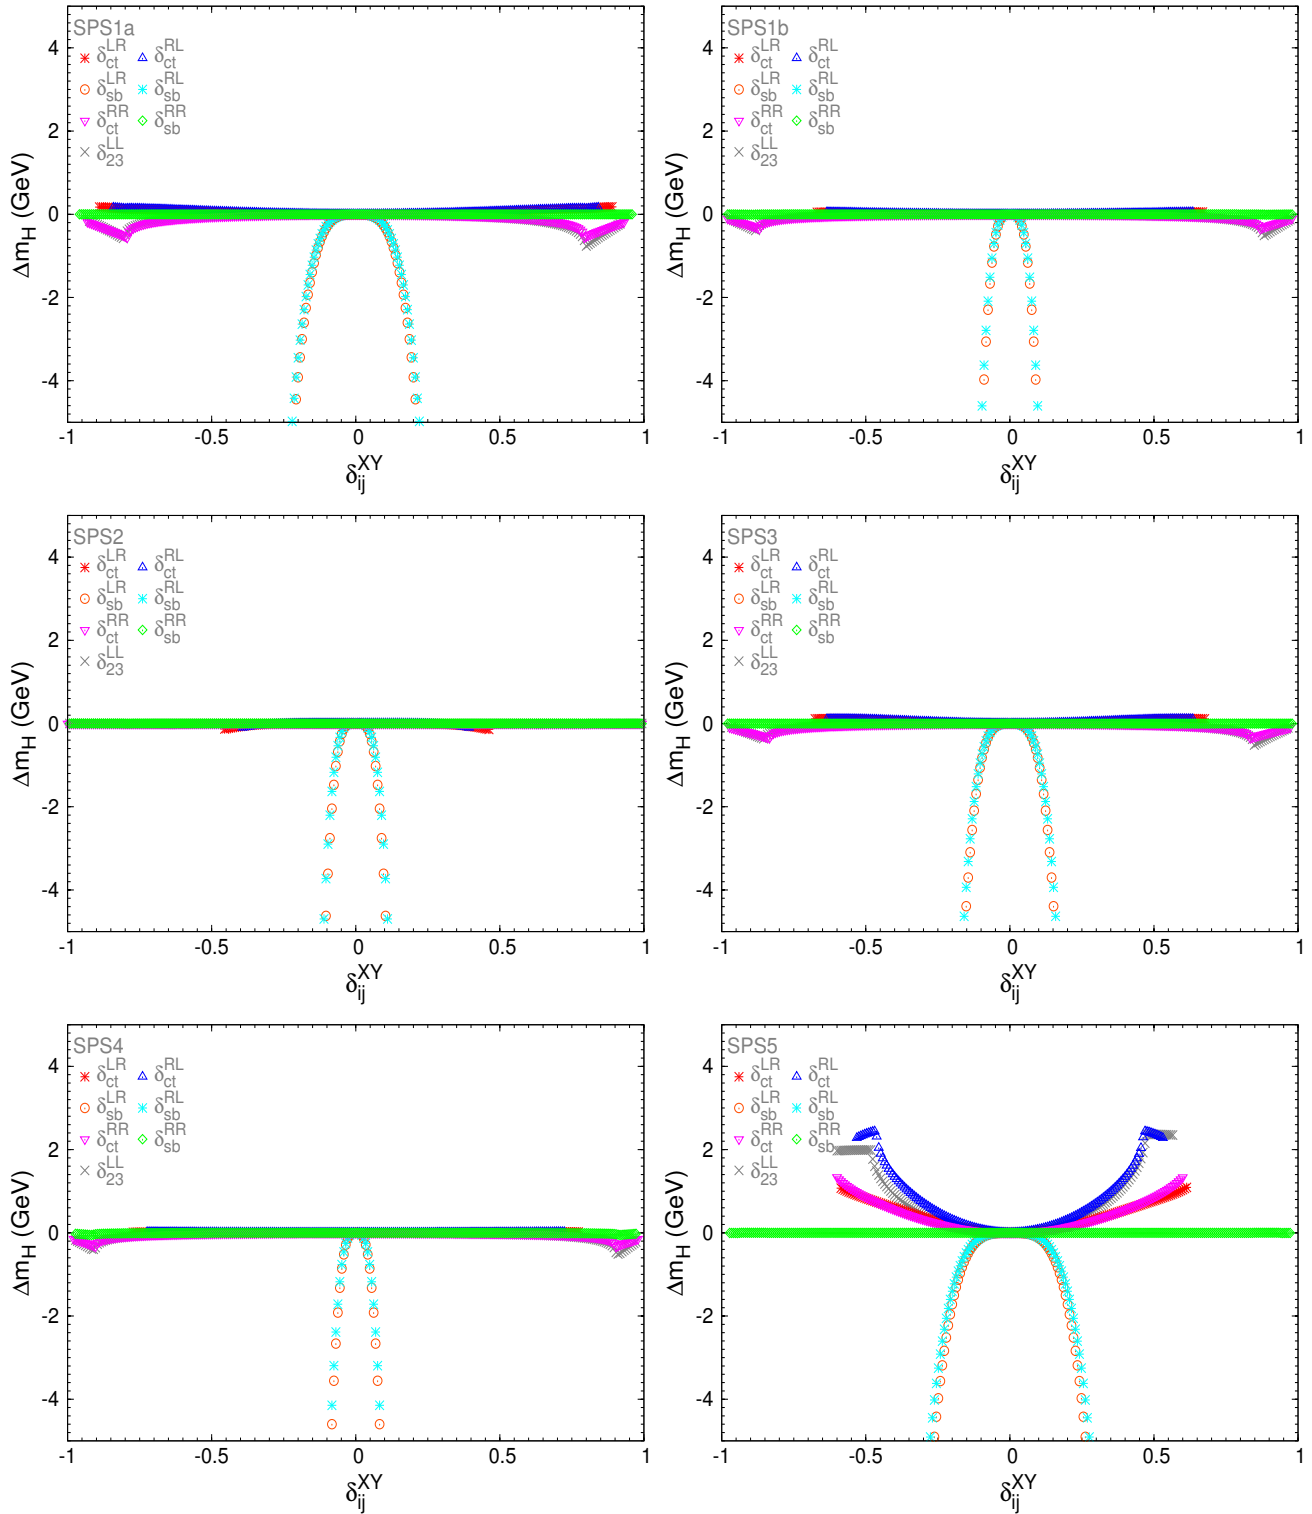 SPS1a
δ_ct^LR δ_ct^RL
δ_sb^LR δ_sb^RL
δ_ct^RR δ_sb^RR
δ_23^LL
Δm_H (GeV)
4
2
0
-2
-4
-1 -0.5 0 0.5 1
δ_ij^XY
SPS1b
δ_ct^LR δ_ct^RL
δ_sb^LR δ_sb^RL
δ_ct^RR δ_sb^RR
δ_23^LL
Δm_H (GeV)
4
2
0
-2
-4
-1 -0.5 0 0.5 1
δ_ij^XY
SPS2
δ_ct^LR δ_ct^RL
δ_sb^LR δ_sb^RL
δ_ct^RR δ_sb^RR
δ_23^LL
Δm_H (GeV)
4
2
0
-2
-4
-1 -0.5 0 0.5 1
δ_ij^XY
SPS3
δ_ct^LR δ_ct^RL
δ_sb^LR δ_sb^RL
δ_ct^RR δ_sb^RR
δ_23^LL
Δm_H (GeV)
4
2
0
-2
-4
-1 -0.5 0 0.5 1
δ_ij^XY
SPS4
δ_ct^LR δ_ct^RL
δ_sb^LR δ_sb^RL
δ_ct^RR δ_sb^RR
δ_23^LL
Δm_H (GeV)
4
2
0
-2
-4
-1 -0.5 0 0.5 1
δ_ij^XY
SPS5
δ_ct^LR δ_ct^RL
δ_sb^LR δ_sb^RL
δ_ct^RR δ_sb^RR
δ_23^LL
Δm_H (GeV)
4
2
0
-2
-4
-1 -0.5 0 0.5 1
δ_ij^XY